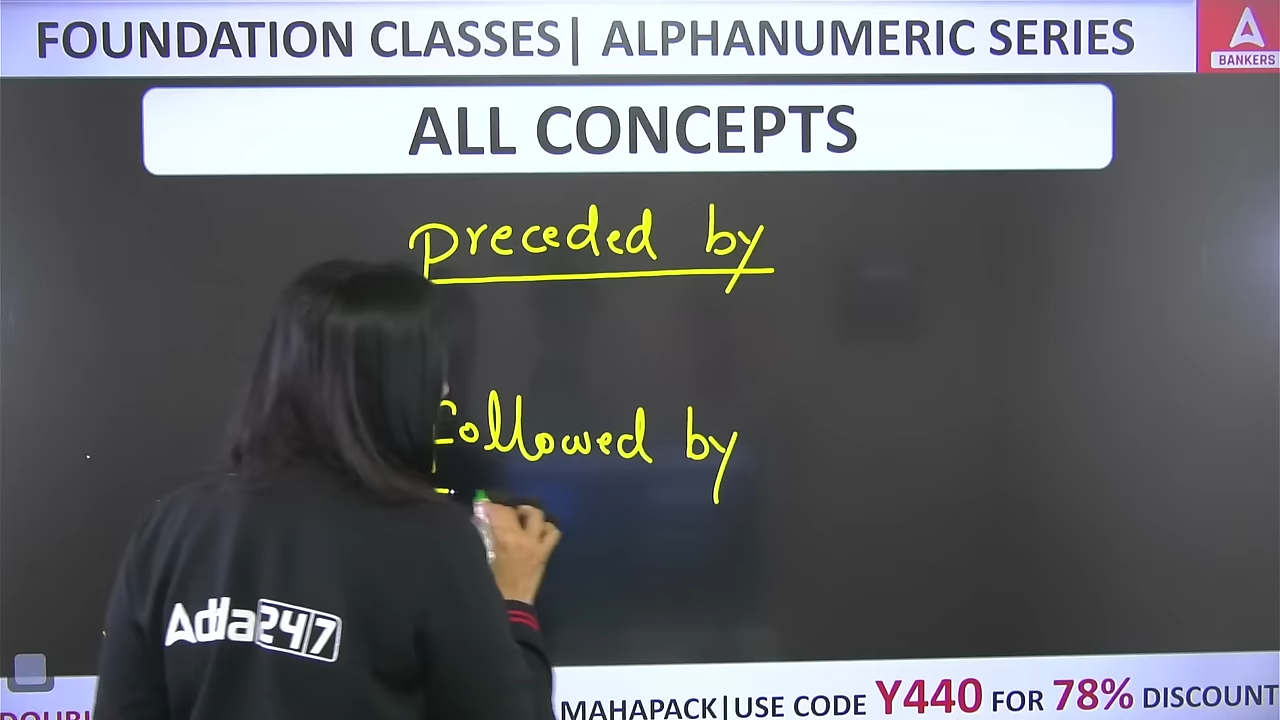 FOUNDATION CLASSES| ALPHANUMERIC SERIES
BANKERS
ALL CONCEPTS
preceded by
Followed by
Adda247
MAHAPACK|USE CODE Y440 FOR 78% DISCOUNT